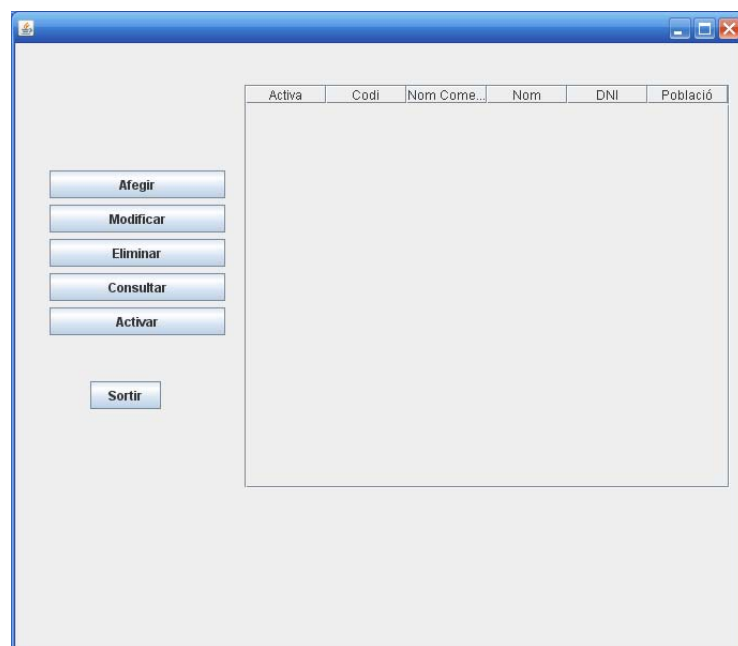 Activa Codi Nom Come... Nom DNI Població
Afegir
Modificar
Eliminar
Consultar
Activar
Sortir